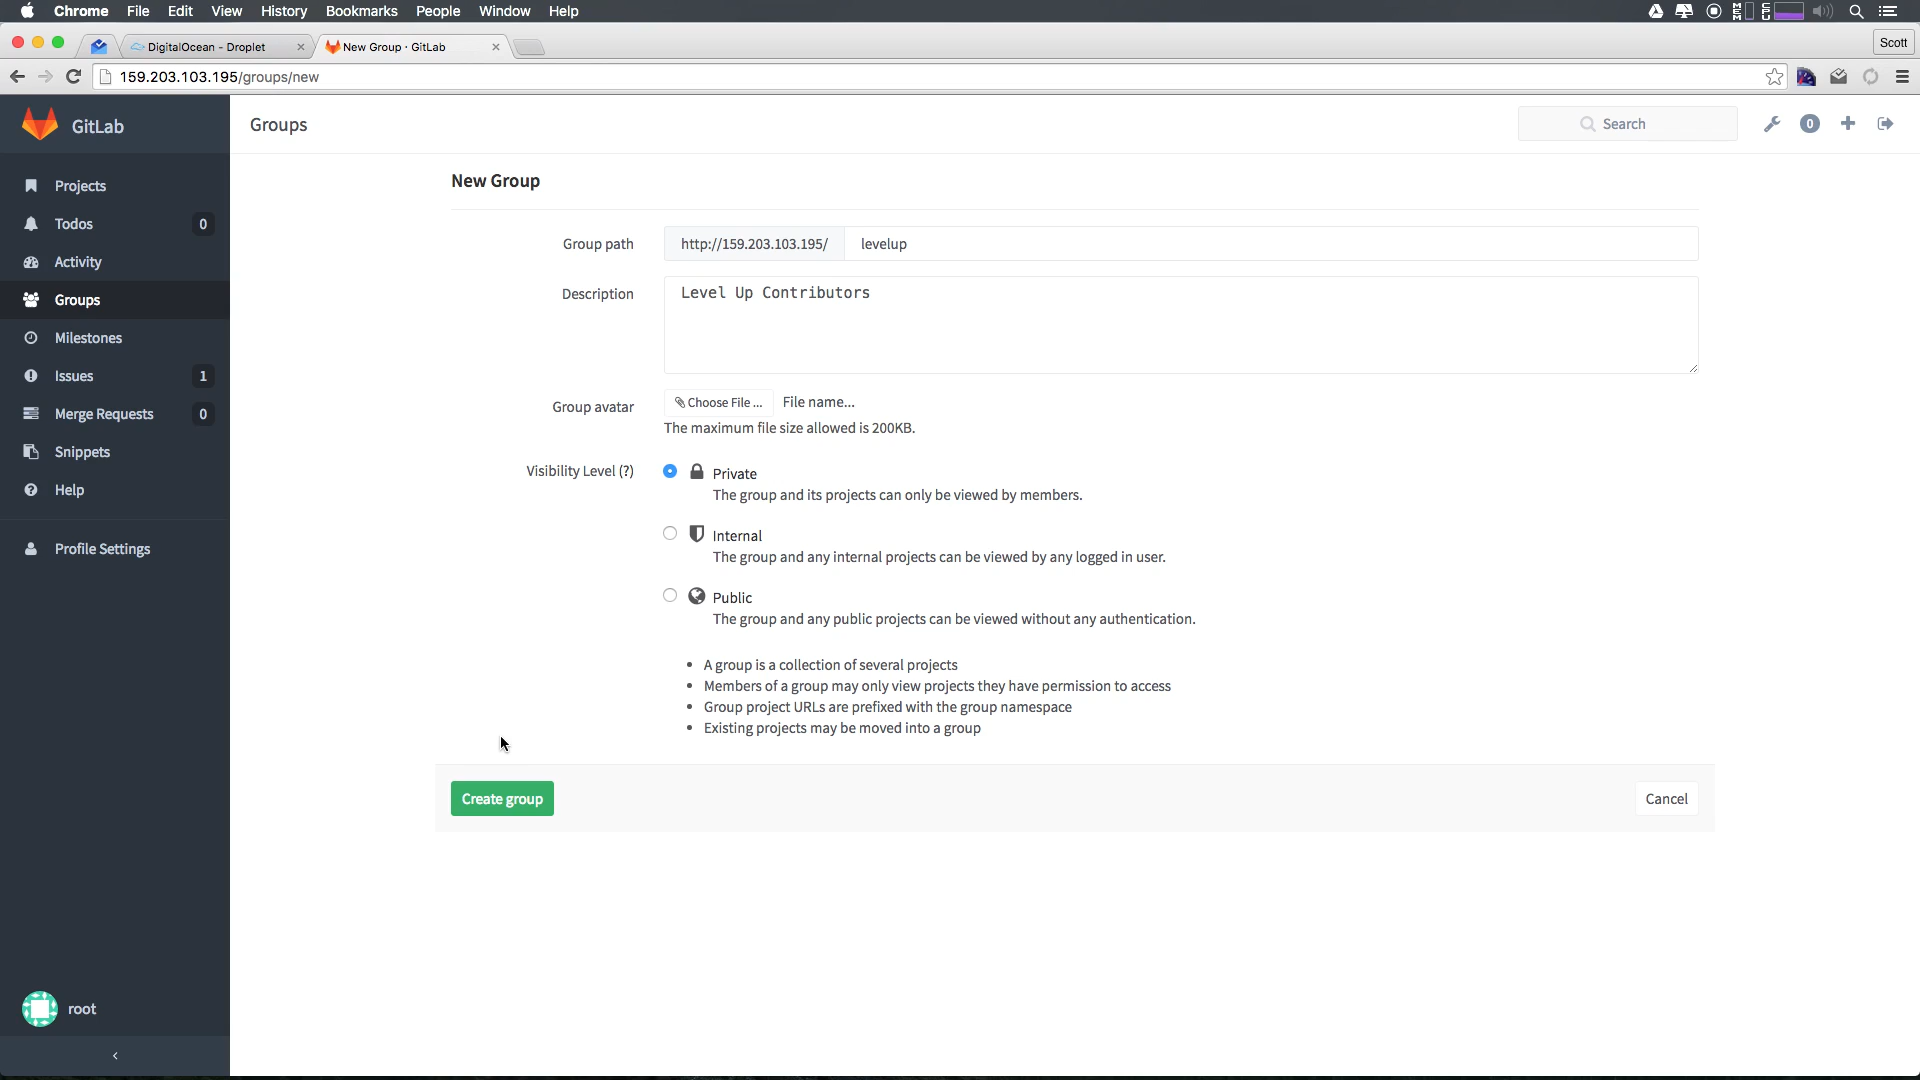 Chrome File Edit View History Bookmarks People Window Help
DigitalOcean - Droplet
New Group · GitLab
Scott
159.203.103.195/groups/new
GitLab
Groups
Search
0
Projects
Todos 0
Activity
Groups
Milestones
Issues 1
Merge Requests 0
Snippets
Help
Profile Settings
root
New Group
Group path http://159.203.103.195/ levelup
Description Level Up Contributors
Group avatar Choose File ... File name...
The maximum file size allowed is 200KB.
Visibility Level (?) Private
The group and its projects can only be viewed by members.
Internal
The group and any internal projects can be viewed by any logged in user.
Public
The group and any public projects can be viewed without any authentication.
• A group is a collection of several projects
• Members of a group may only view projects they have permission to access
• Group project URLs are prefixed with the group namespace
• Existing projects may be moved into a group
Create group Cancel